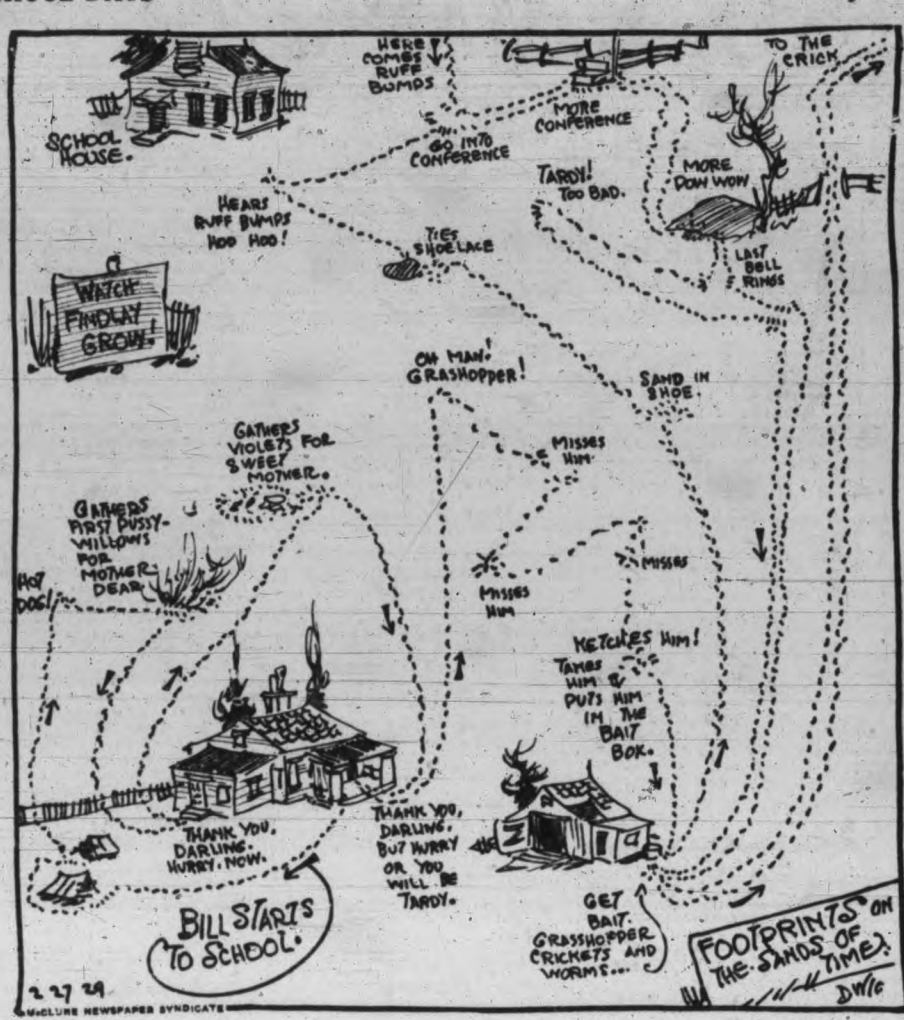 SCHOOL
HOUSE.
HERE
COMES
RUFF
BUMPS
GO INTO
CONFERENCE
MORE
CONFERENCE
TO THE
CRICK
TARDY!
TOO BAD.
MORE
POW WOW
LAST
BELL
RINGS
HEARS
RUFF BUMPS
HOO HOO!
TIES
SHOELACE
WATCH
FINDLAY
GROW!
OH MAN!
GRASHOPPER!
SAND IN
SHOE.
MISSES
HIM
GATHERS
VIOLETS FOR
SWEET
MOTHER.
GATHERS
FIRST PUSSY-
WILLOWS
FOR
MOTHER
DEAR
HOT
DOG!
MISSES
HIM
MISSES
KETCHES HIM!
TAKES
HIM &
PUTS HIM
IN THE
BAIT
BOX.
THANK YOU,
DARLING.
HURRY. NOW.
THANK YOU,
DARLING.
BUT HURRY
OR YOU
WILL BE
TARDY.
BILL STARTS
TO SCHOOL.
GET
BAIT.
GRASSHOPPER
CRICKETS AND
WORMS...
FOOTPRINTS ON
THE SANDS OF
TIME?
DWIG
2 27 29
McCLURE NEWSPAPER SYNDICATE